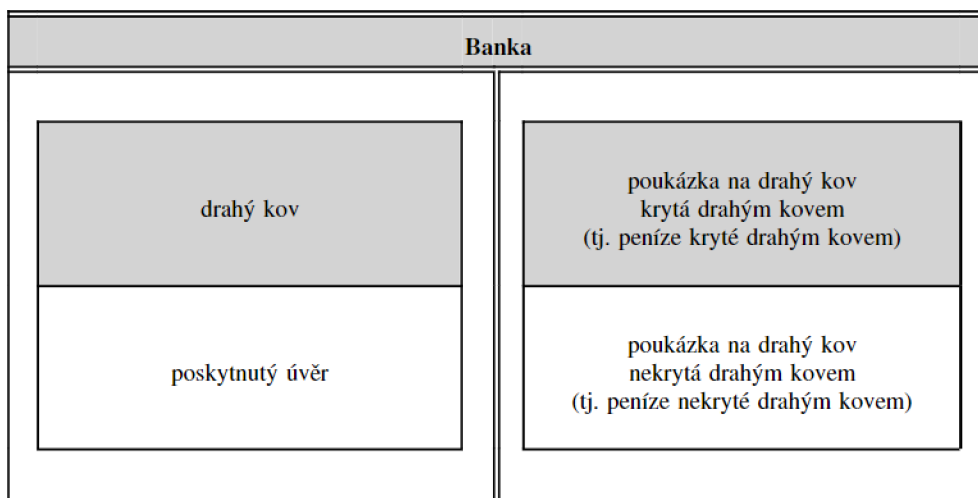 Banka
drahý kov
poukázka na drahý kov
krytá drahým kovem
(tj. peníze kryté drahým kovem)
poskytnutý úvěr
poukázka na drahý kov
nekrytá drahým kovem
(tj. peníze nekryté drahým kovem)